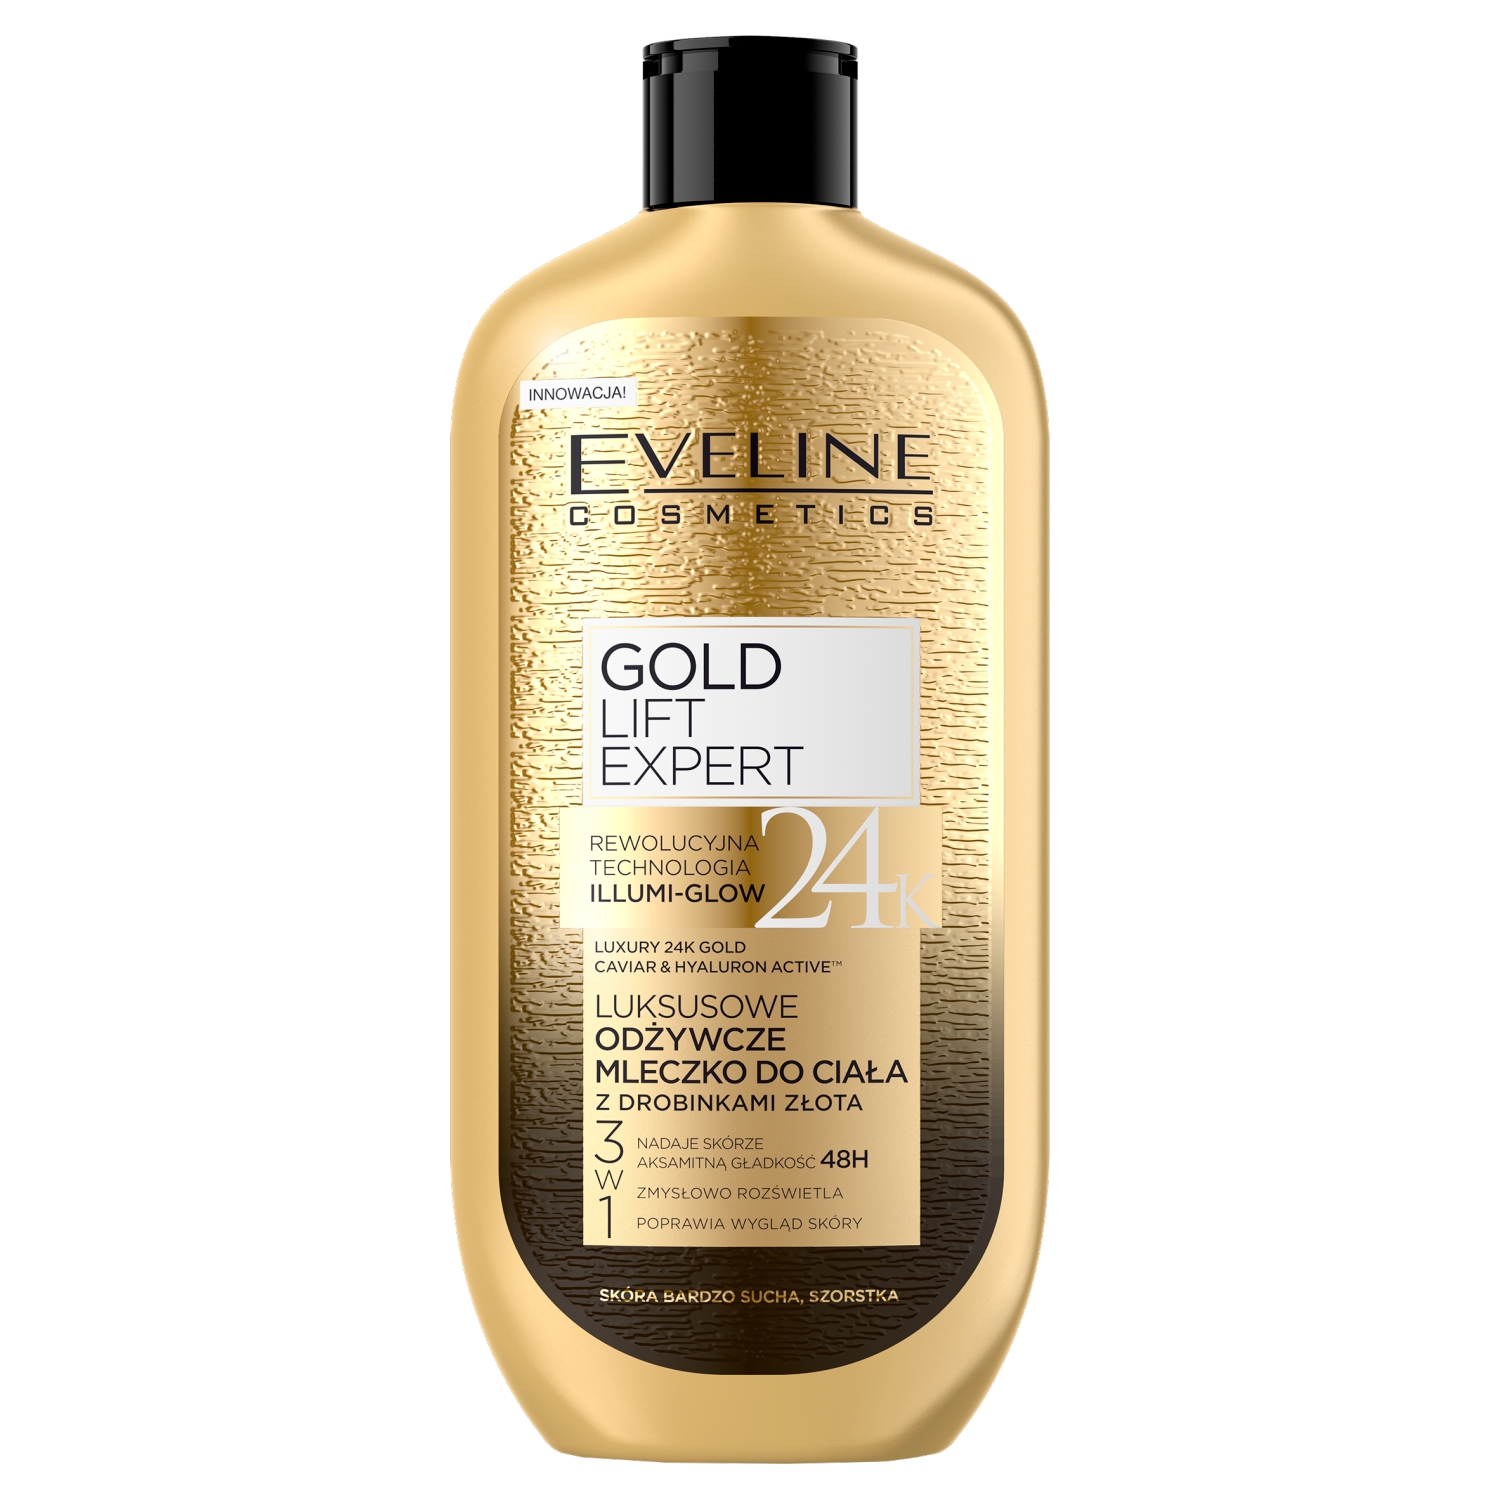 INNOWACJA!
EVELINE
COSMETICS
GOLD
LIFT
EXPERT
REWOLUCYJNA
TECHNOLOGIA
ILLUMI-GLOW
24K
LUXURY 24K GOLD
CAVIAR & HYALURON ACTIVE™
LUKSUSOWE
ODŻYWCZE
MLECZKO DO CIAŁA
Z DROBINKAMI ZŁOTA
3 W 1
NADAJE SKÓRZE
AKSAMITNĄ GŁADKOŚĆ 48H
ZMYSŁOWO ROZŚWIETLA
POPRAWIA WYGLĄD SKÓRY
SKÓRA BARDZO SUCHA, SZORSTKA